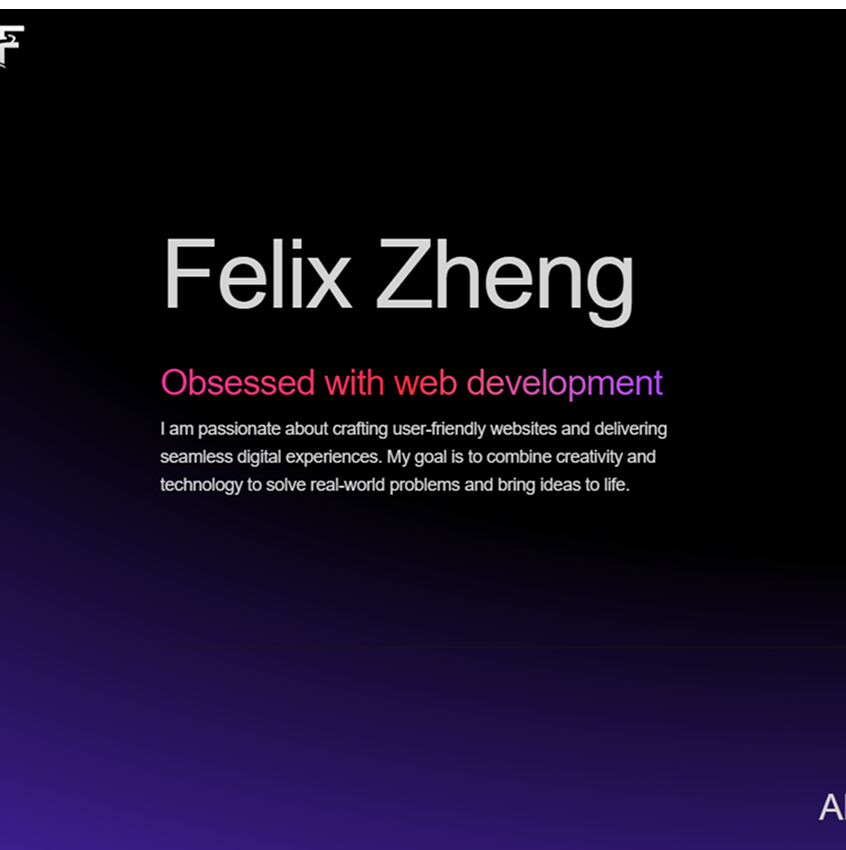 Felix Zheng
Obsessed with web development
I am passionate about crafting user-friendly websites and delivering
seamless digital experiences. My goal is to combine creativity and
technology to solve real-world problems and bring ideas to life.